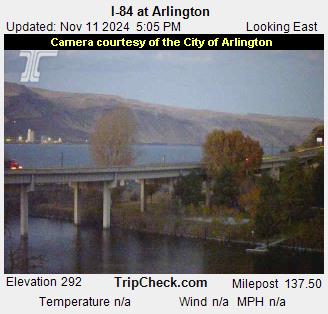 I-84 at Arlington
Updated: Nov 11 2024 5:05 PM Looking East
Camera courtesy of the City of Arlington
Elevation 292 TripCheck.com Milepost 137.50
Temperature n/a Wind n/a MPH n/a